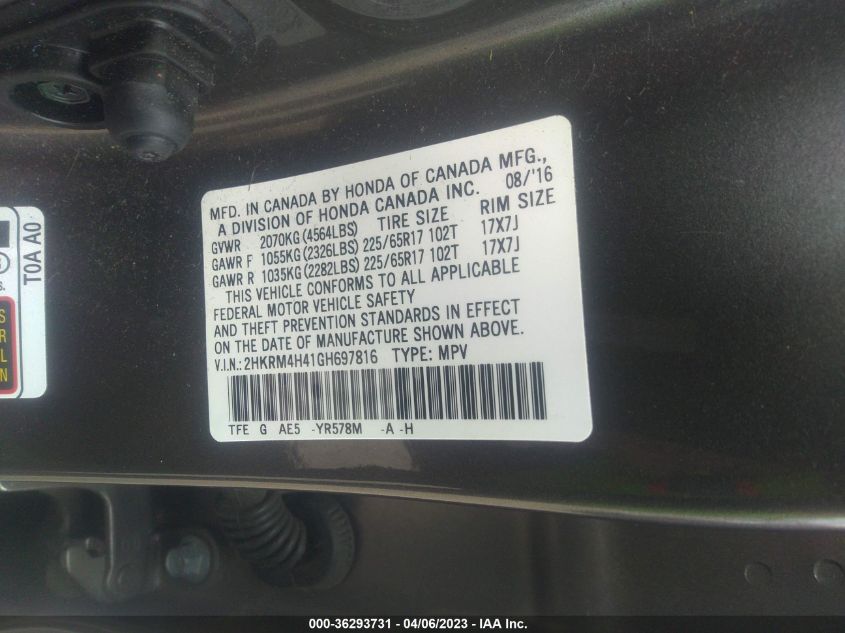 MFD. IN CANADA BY HONDA OF CANADA MFG.,
A DIVISION OF HONDA CANADA INC. 08/'16
GVWR 2070KG (4564LBS) TIRE SIZE RIM SIZE
GAWR F 1055KG (2326LBS) 225/65R17 102T 17X7J
GAWR R 1035KG (2282LBS) 225/65R17 102T 17X7J
THIS VEHICLE CONFORMS TO ALL APPLICABLE
FEDERAL MOTOR VEHICLE SAFETY
AND THEFT PREVENTION STANDARDS IN EFFECT
ON THE DATE OF MANUFACTURE SHOWN ABOVE.
V.I.N.: 2HKRM4H41GH697816 TYPE: MPV
TFE G AE5 -YR578M -A -H
T0A A0
S.
S
R
L
N
000-36293731 - 04/06/2023 - IAA Inc.